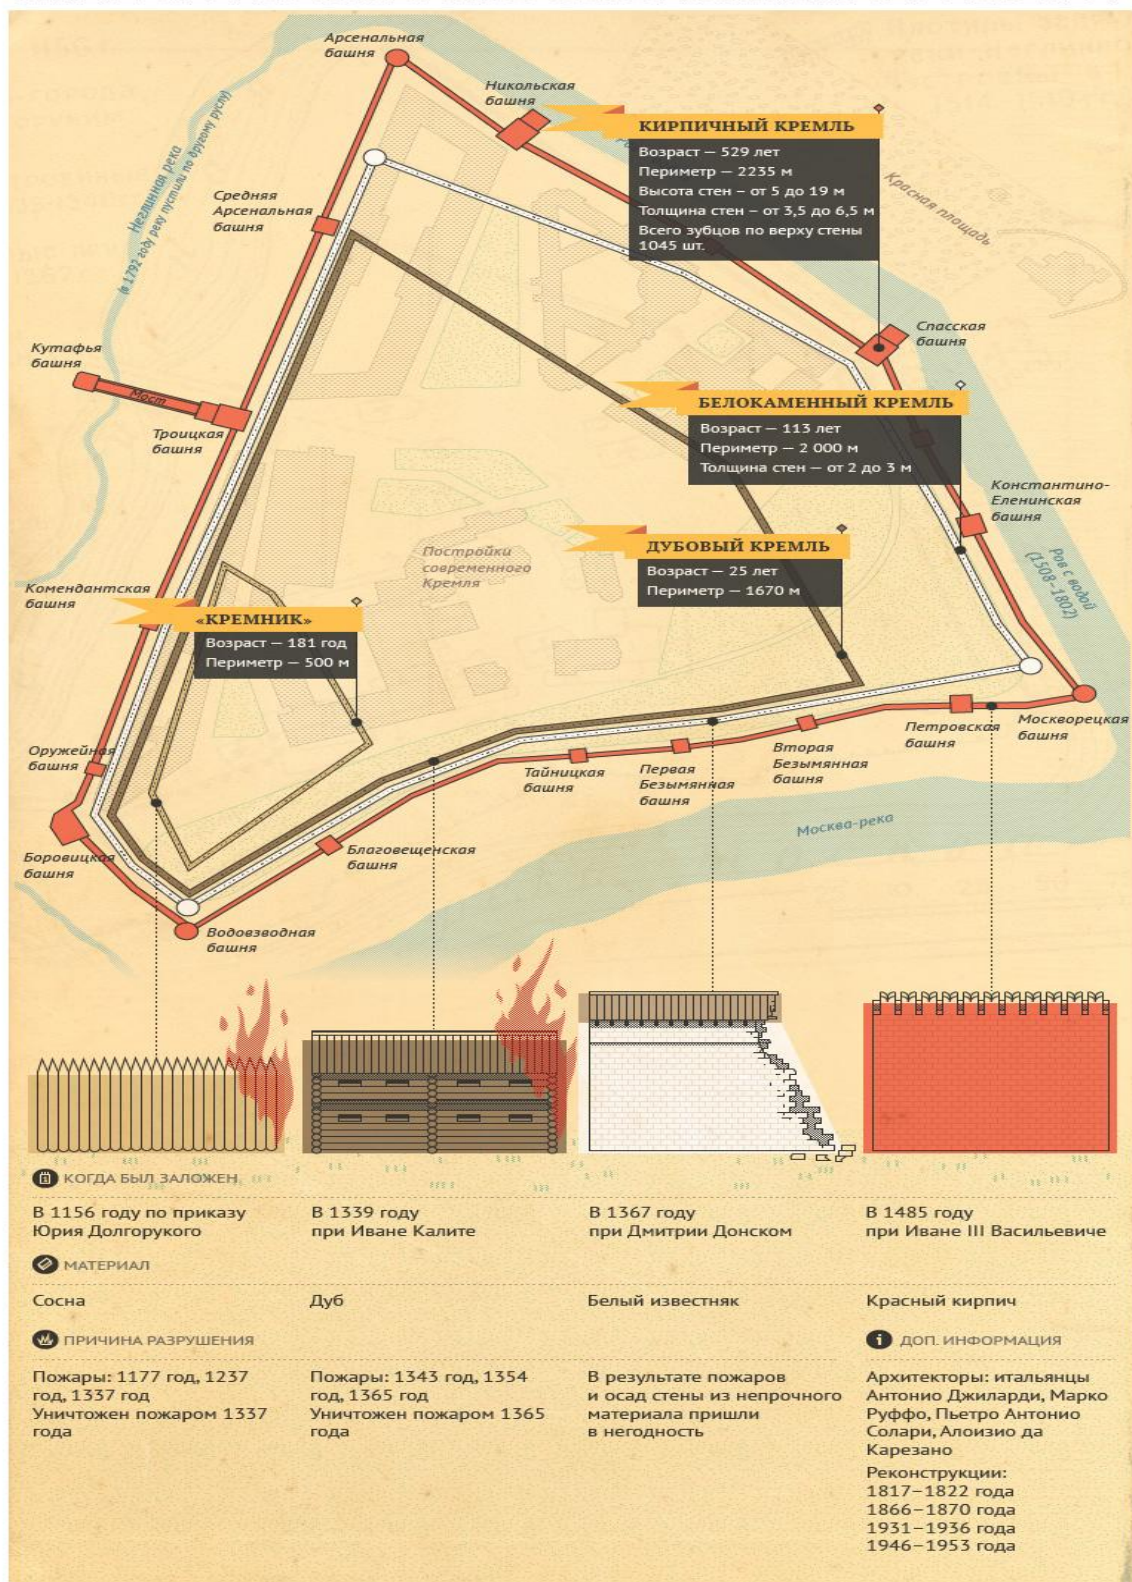 Арсенальная
башня
Никольская
башня
Неглинная река
(в 1792 году реку пустили по другому руслу)
КИРПИЧНЫЙ КРЕМЛЬ
Возраст — 529 лет
Периметр — 2235 м
Высота стен – от 5 до 19 м
Толщина стен – от 3,5 до 6,5 м
Всего зубцов по верху стены
1045 шт.
Красная площадь
Средняя
Арсенальная
башня
Спасская
башня
Кутафья
башня
Мост
Троицкая
башня
БЕЛОКАМЕННЫЙ КРЕМЛЬ
Возраст — 113 лет
Периметр — 2 000 м
Толщина стен — от 2 до 3 м
Константино-
Еленинская
башня
ДУБОВЫЙ КРЕМЛЬ
Возраст — 25 лет
Периметр — 1670 м
Постройки
современного
Кремля
Ров с водой
(1508–1802)
Комендантская
башня
«КРЕМНИК»
Возраст — 181 год
Периметр — 500 м
Оружейная
башня
Тайницкая
башня
Первая
Безымянная
башня
Вторая
Безымянная
башня
Петровская
башня
Москворецкая
башня
Москва-река
Боровицкая
башня
Благовещенская
башня
Водовзводная
башня
КОГДА БЫЛ ЗАЛОЖЕН
В 1156 году по приказу
Юрия Долгорукого
В 1339 году
при Иване Калите
В 1367 году
при Дмитрии Донском
В 1485 году
при Иване III Васильевиче
МАТЕРИАЛ
Сосна
Дуб
Белый известняк
Красный кирпич
ПРИЧИНА РАЗРУШЕНИЯ
Пожары: 1177 год, 1237
год, 1337 год
Уничтожен пожаром 1337
года
Пожары: 1343 год, 1354
год, 1365 год
Уничтожен пожаром 1365
года
В результате пожаров
и осад стены из непрочного
материала пришли
в негодность
ДОП. ИНФОРМАЦИЯ
Архитекторы: итальянцы
Антонио Джиларди, Марко
Руффо, Пьетро Антонио
Солари, Алоизио да
Карезано
Реконструкции:
1817–1822 года
1866–1870 года
1931–1936 года
1946–1953 года